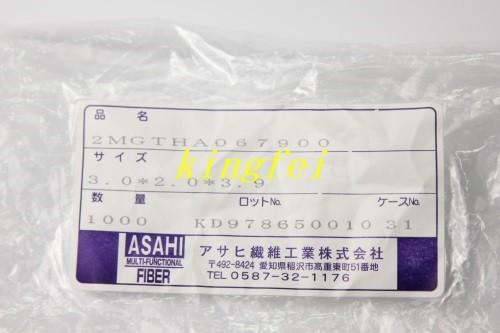 品 名
2MGTHA067900
サイズ
kingfei
3.0*2.0*3.9
数量 ロットNo. ケースNo.
1000 KD978650010 31
ASAHI
MULTI-FUNCTIONAL
FIBER
アサヒ繊維工業株式会社
〒492-8424 愛知県稲沢市高重東町51番地
TEL 0587-32-1176